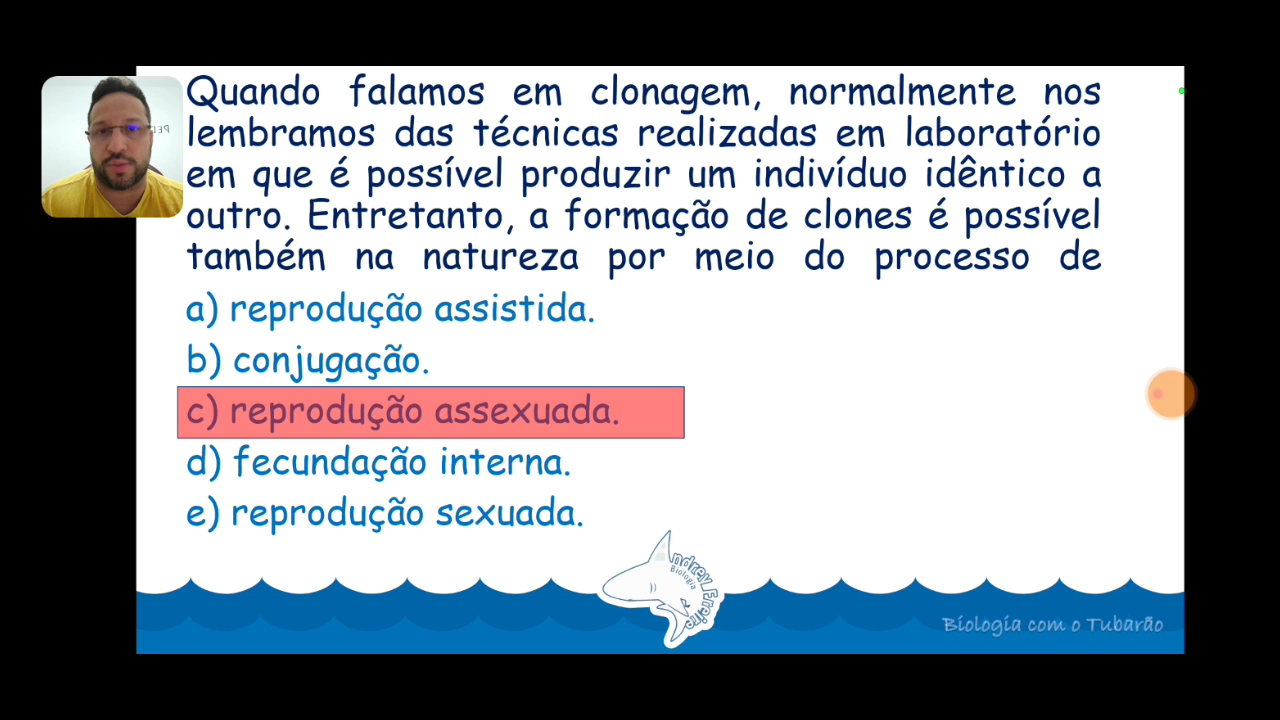 Quando falamos em clonagem, normalmente nos
lembramos das técnicas realizadas em laboratório
em que é possível produzir um indivíduo idêntico a
outro. Entretanto, a formação de clones é possível
também na natureza por meio do processo de
a) reprodução assistida.
b) conjugação.
c) reprodução assexuada.
d) fecundação interna.
e) reprodução sexuada.
Biologia
Biologia com o Tubarão